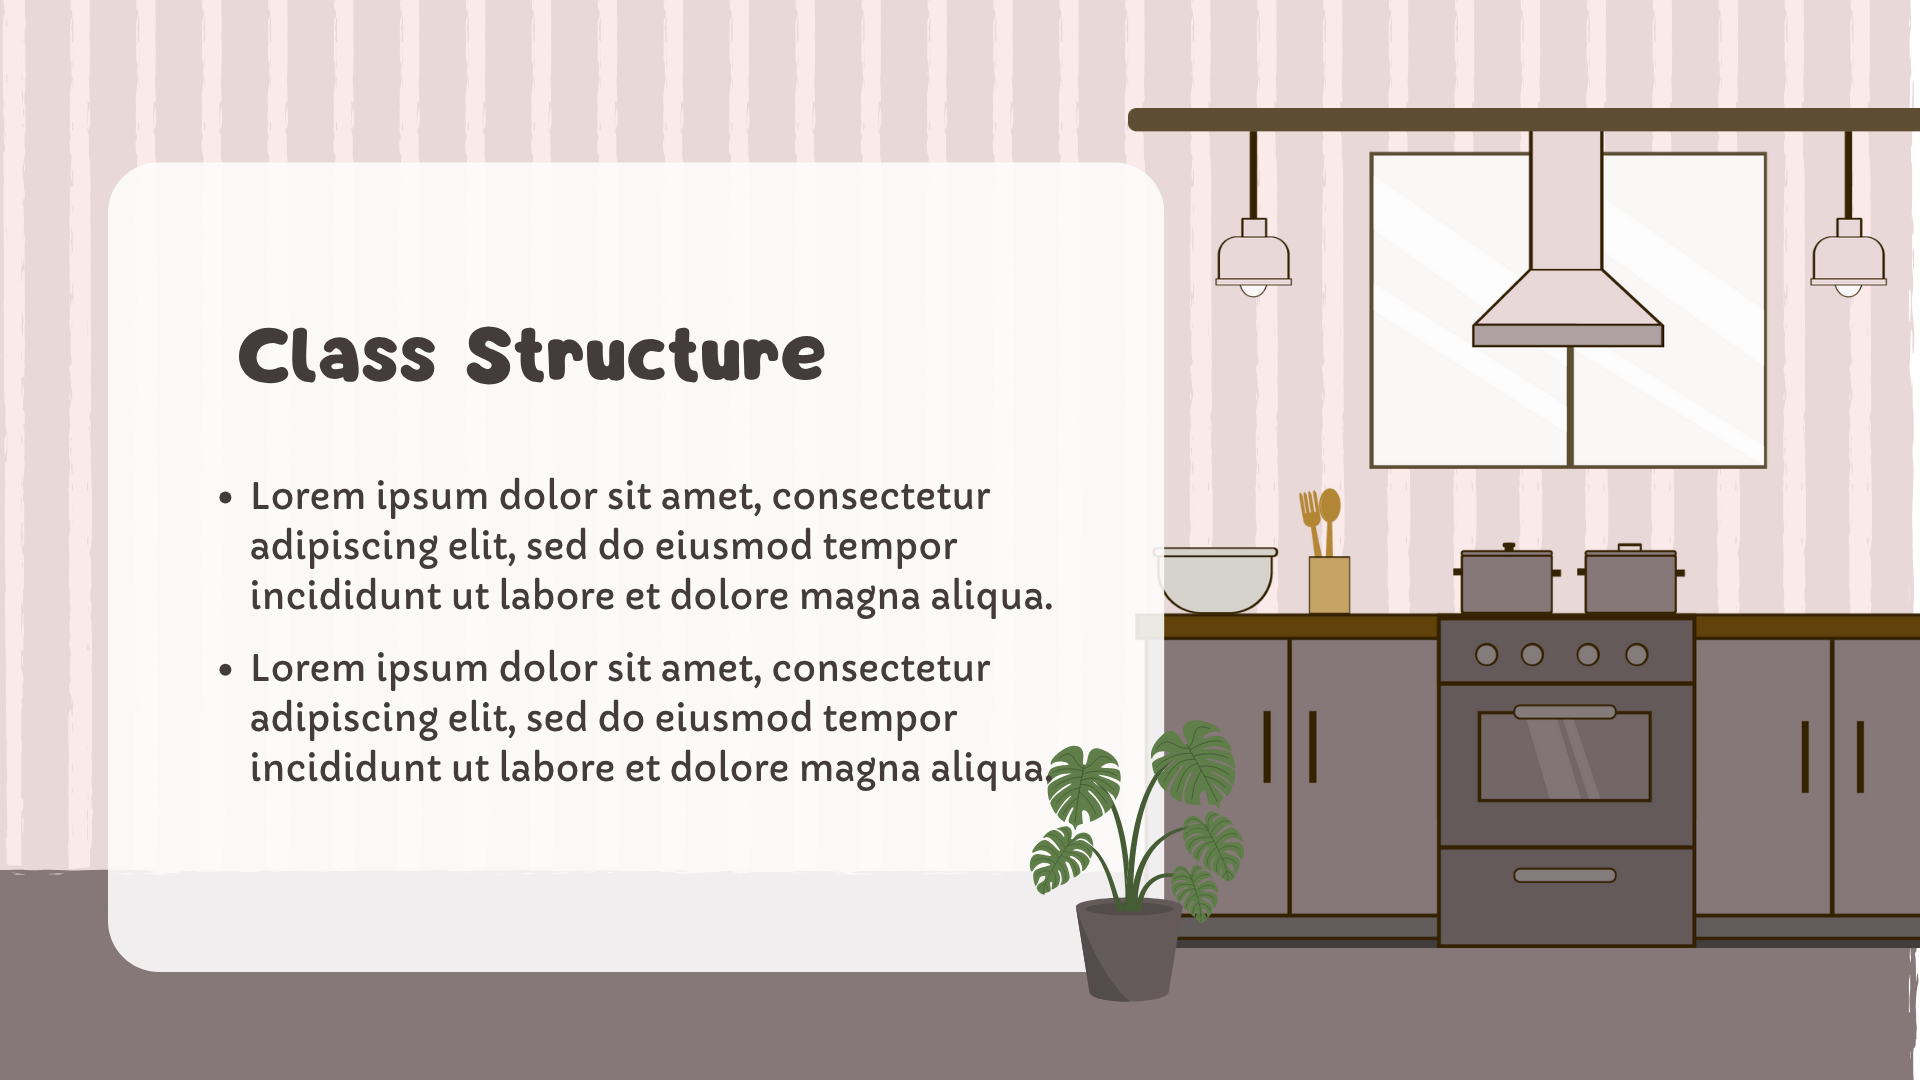 Class Structure
• Lorem ipsum dolor sit amet, consectetur
adipiscing elit, sed do eiusmod tempor
incididunt ut labore et dolore magna aliqua.
• Lorem ipsum dolor sit amet, consectetur
adipiscing elit, sed do eiusmod tempor
incididunt ut labore et dolore magna aliqua.